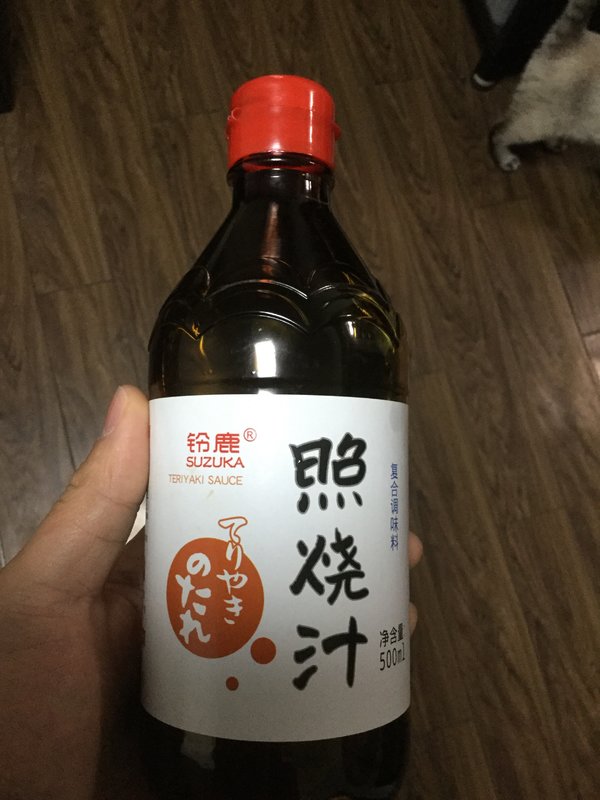 铃鹿®
SUZUKA
TERIYAKI SAUCE
てりやき
のたれ
照烧汁
复合调味料
净含量
500ml